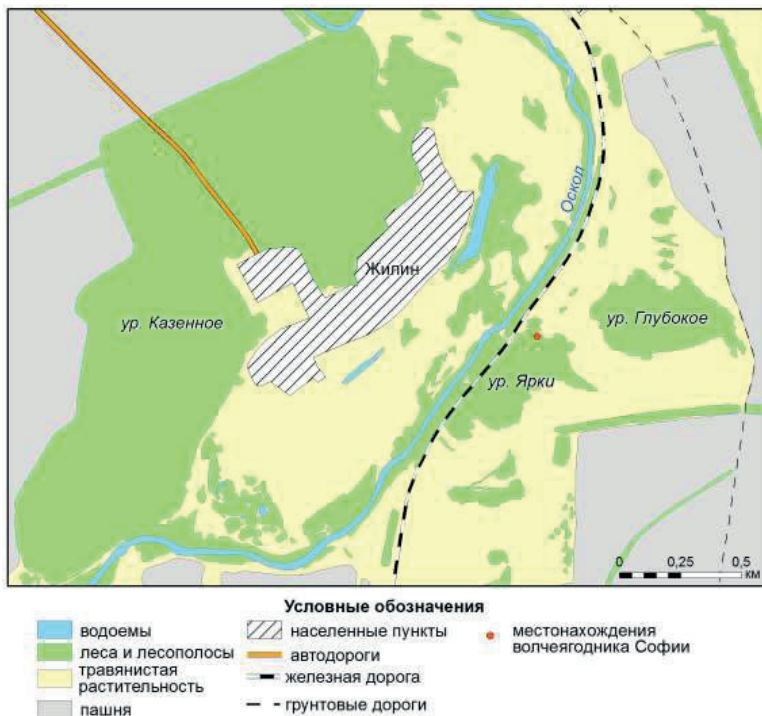 Оскол
Жилин
ур. Казенное
ур. Глубокое
ур. Ярки
0 0,25 0,5
км
Условные обозначения
водоемы
леса и лесополосы
травянистая
растительность
пашня
населенные пункты
автодороги
железная дорога
грунтовые дороги
местонахождения
волчеягодника Софии